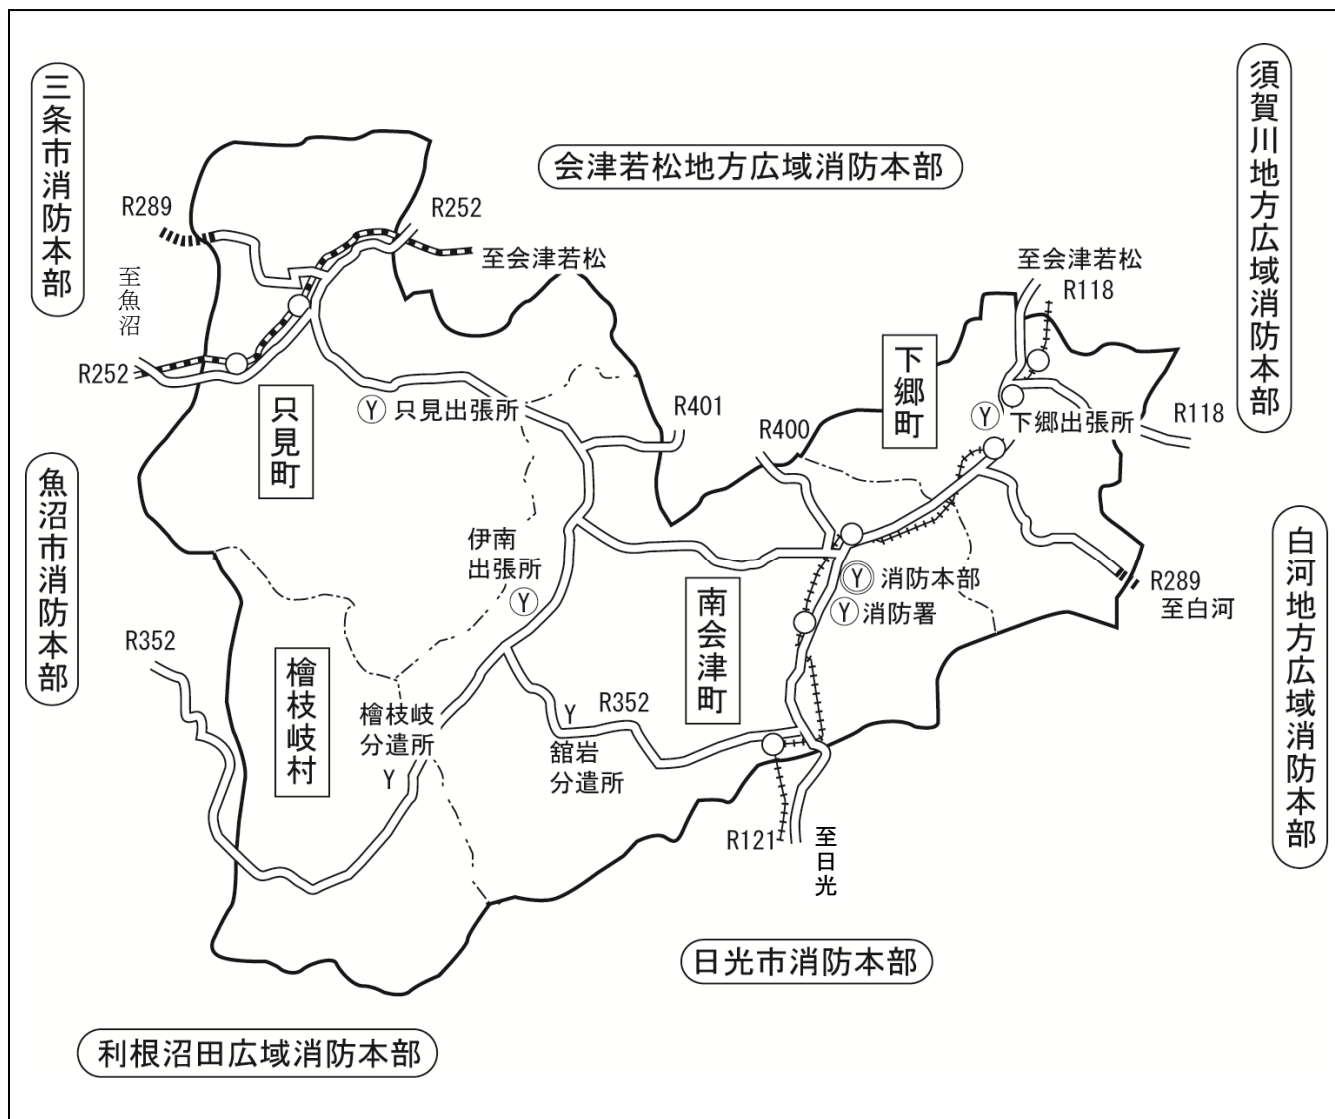 三条市消防本部
須賀川地方広域消防本部
会津若松地方広域消防本部
R289
R252
至会津若松
至会津若松
R118
至魚沼
R252
下郷町
只見町
Y 只見出張所
R401
R400
Y
下郷出張所
R118
魚沼市消防本部
伊南
出張所
Y
白河地方広域消防本部
Y 消防本部
Y 消防署
R289
至白河
南会津町
R352
檜枝岐村
檜枝岐
分遣所
Y
R352
Y
舘岩
分遣所
R121
至日光
日光市消防本部
利根沼田広域消防本部